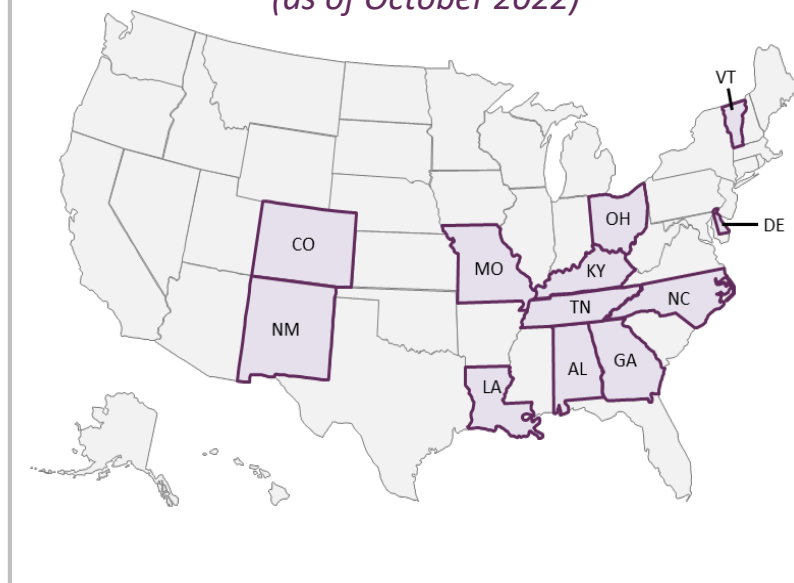 (as of October 2022)
VT
OH
DE
CO
MO
KY
NC
TN
NM
GA
AL
LA